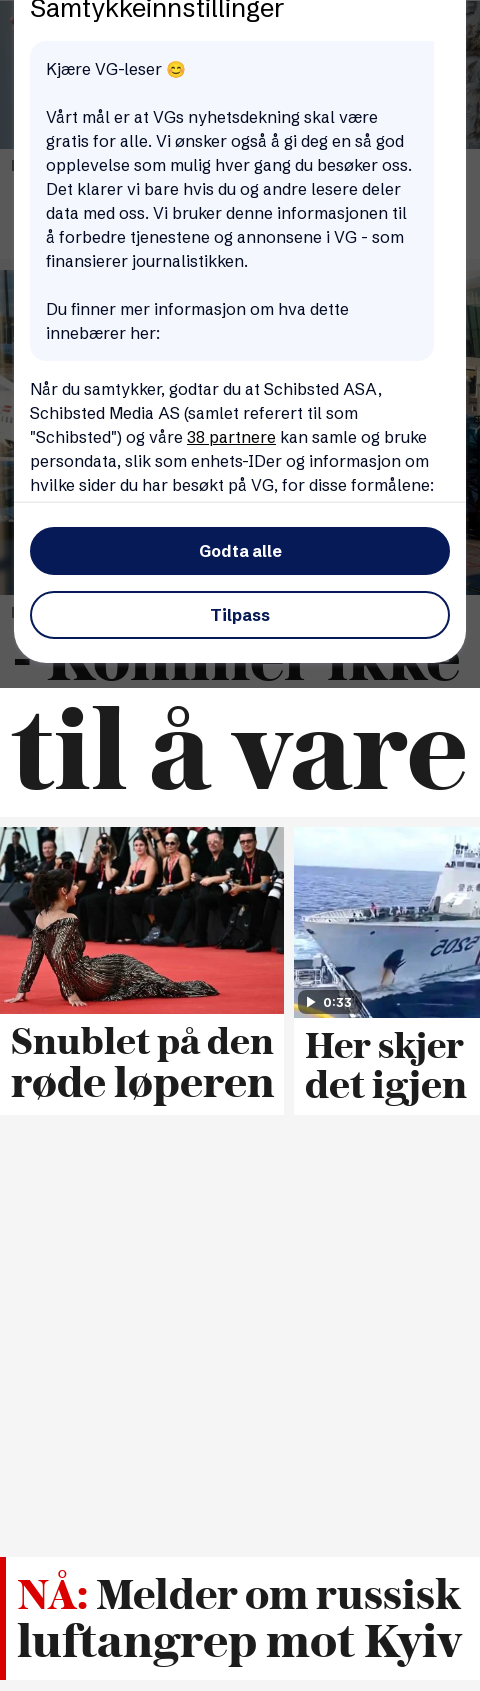 Samtykkeinnstillinger
Kjære VG-leser 😊
Vårt mål er at VGs nyhetsdekning skal være
gratis for alle. Vi ønsker også å gi deg en så god
opplevelse som mulig hver gang du besøker oss.
Det klarer vi bare hvis du og andre lesere deler
data med oss. Vi bruker denne informasjonen til
å forbedre tjenestene og annonsene i VG - som
finansierer journalistikken.
Du finner mer informasjon om hva dette
innebærer her:
Når du samtykker, godtar du at Schibsted ASA,
Schibsted Media AS (samlet referert til som
"Schibsted") og våre 38 partnere kan samle og bruke
persondata, slik som enhets-IDer og informasjon om
hvilke sider du har besøkt på VG, for disse formålene:
Godta alle
Tilpass
- Kommer ikke
til å vare
5205
0:33
Snublet på den
røde løperen
Her skjer
det igjen
NÅ: Melder om russisk
luftangrep mot Kyiv